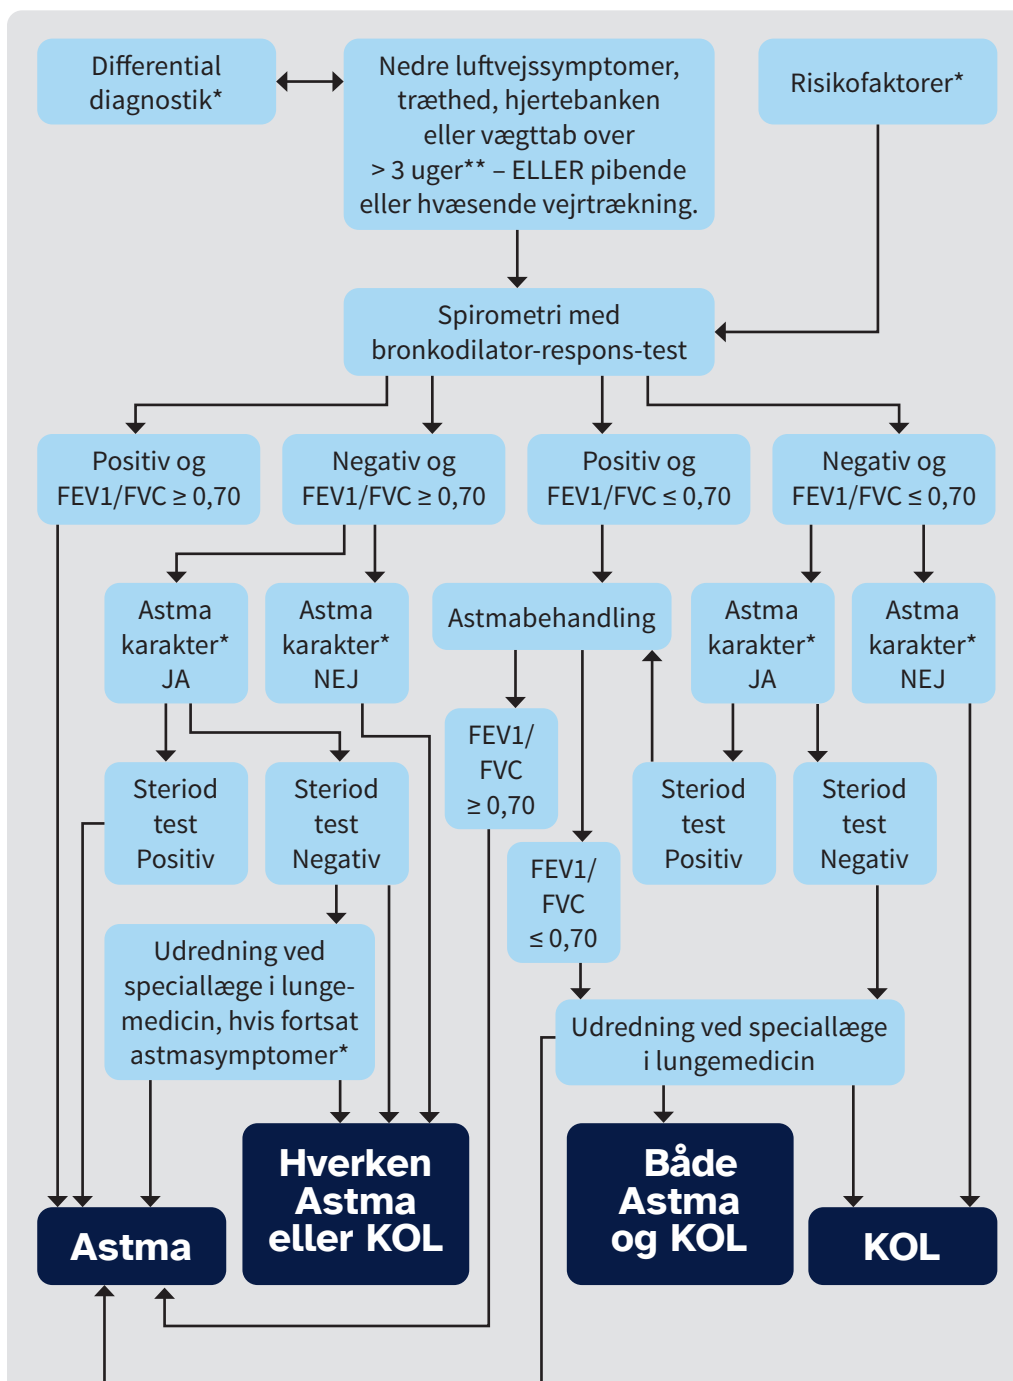 Differential
diagnostik*
Nedre luftvejssymptomer,
træthed, hjertebanken
eller vægttab over
> 3 uger** – ELLER pibende
eller hvæsende vejrtrækning.
Risikofaktorer*
Spirometri med
bronkodilator-respons-test
Positiv og
FEV1/FVC ≥ 0,70
Negativ og
FEV1/FVC ≥ 0,70
Positiv og
FEV1/FVC ≤ 0,70
Negativ og
FEV1/FVC ≤ 0,70
Astma
karakter*
JA
Astma
karakter*
NEJ
Astmabehandling
Astma
karakter*
JA
Astma
karakter*
NEJ
FEV1/
FVC
≥ 0,70
Steriod
test
Positiv
Steriod
test
Negativ
Steriod
test
Positiv
Steriod
test
Negativ
FEV1/
FVC
≤ 0,70
Udredning ved
speciallæge i lunge-
medicin, hvis fortsat
astmasymptomer*
Udredning ved speciallæge
i lungemedicin
Astma
Hverken
Astma
eller KOL
Både
Astma
og KOL
KOL